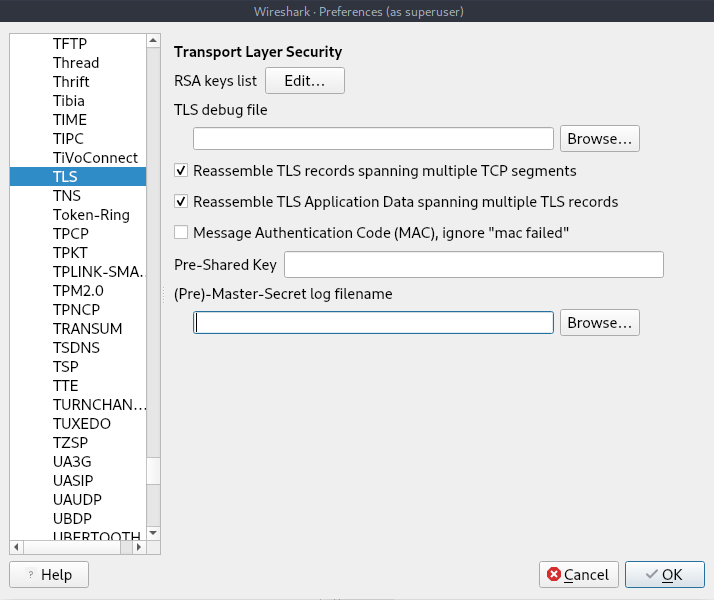 Wireshark · Preferences (as superuser)
TFTP
Thread
Thrift
Tibia
TIME
TIPC
TiVoConnect
TLS
TNS
Token-Ring
TPCP
TPKT
TPLINK-SMA…
TPM2.0
TPNCP
TRANSUM
TSDNS
TSP
TTE
TURNCHAN…
TUXEDO
TZSP
UA3G
UASIP
UAUDP
UBDP
UBERTOOTH
Transport Layer Security
RSA keys list Edit…
TLS debug file
Browse…
Reassemble TLS records spanning multiple TCP segments
Reassemble TLS Application Data spanning multiple TLS records
Message Authentication Code (MAC), ignore "mac failed"
Pre-Shared Key
(Pre)-Master-Secret log filename
Browse…
? Help
Cancel
OK